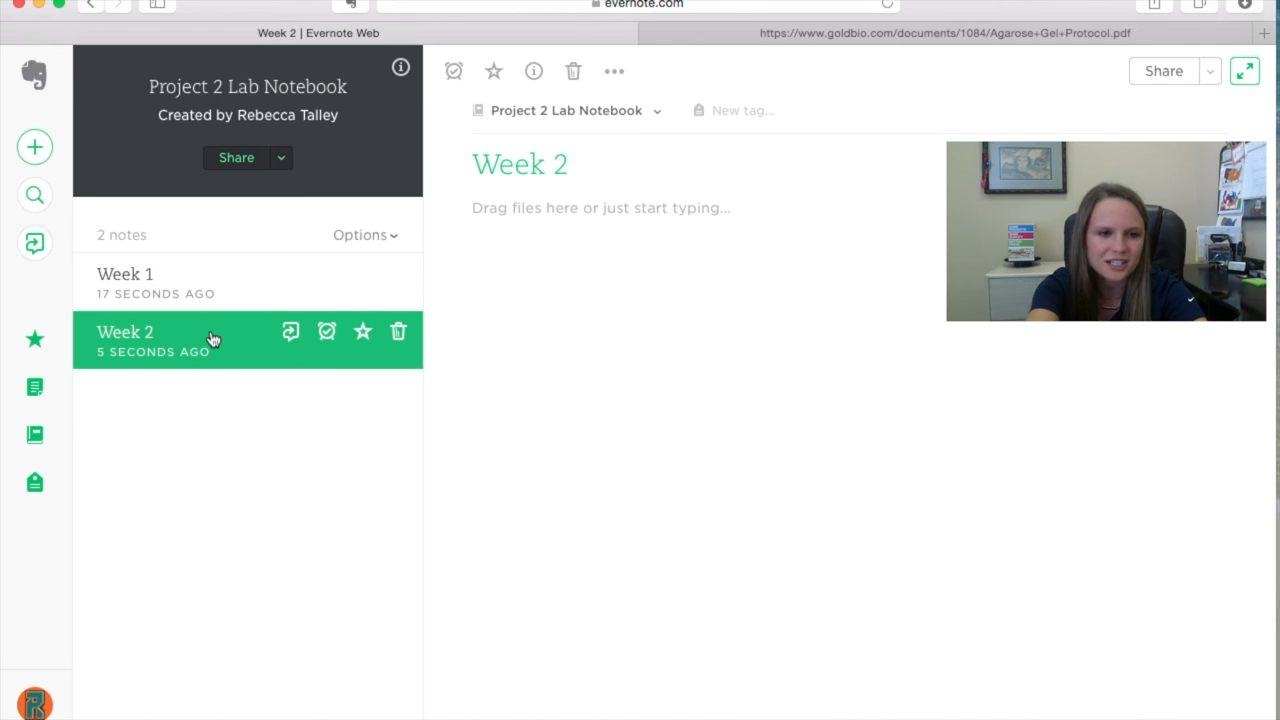 evernote.com
Week 2 | Evernote Web
https://www.goldbio.com/documents/1084/Agarose+Gel+Protocol.pdf
Project 2 Lab Notebook
Created by Rebecca Talley
Share
2 notes
Options
Week 1
17 SECONDS AGO
Week 2
5 SECONDS AGO
Share
Project 2 Lab Notebook
New tag...
Week 2
Drag files here or just start typing...